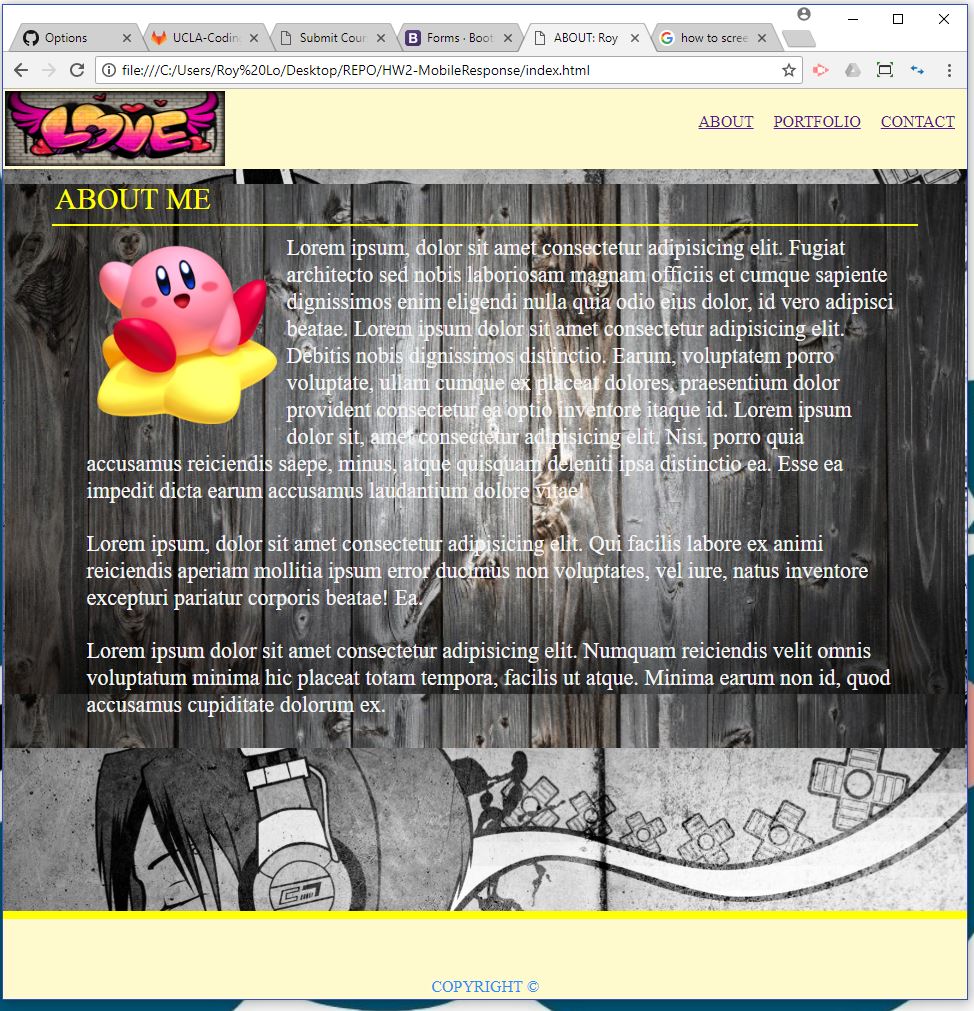 Options
UCLA-Coding
Submit Cour
Forms · Boot
ABOUT: Roy
how to scree
file:///C:/Users/Roy%20Lo/Desktop/REPO/HW2-MobileResponse/index.html
LOVE
ABOUT PORTFOLIO CONTACT
ABOUT ME
Lorem ipsum, dolor sit amet consectetur adipisicing elit. Fugiat
architecto sed nobis laboriosam magnam officiis et cumque sapiente
dignissimos enim eligendi nulla quia odio eius dolor, id vero adipisci
beatae. Lorem ipsum dolor sit amet consectetur adipisicing elit.
Debitis nobis dignissimos distinctio. Earum, voluptatem porro
voluptate, ullam cumque ex placeat dolores, praesentium dolor
provident consectetur ea optio inventore itaque id. Lorem ipsum
dolor sit, amet consectetur adipisicing elit. Nisi, porro quia
accusamus reiciendis saepe, minus, atque quisquam deleniti ipsa distinctio ea. Esse ea
impedit dicta earum accusamus laudantium dolore vitae!
Lorem ipsum, dolor sit amet consectetur adipisicing elit. Qui facilis labore ex animi
reiciendis aperiam mollitia ipsum error ducimus non voluptates, vel iure, natus inventore
excepturi pariatur corporis beatae! Ea.
Lorem ipsum dolor sit amet consectetur adipisicing elit. Numquam reiciendis velit omnis
voluptatum minima hic placeat totam tempora, facilis ut atque. Minima earum non id, quod
accusamus cupiditate dolorum ex.
COPYRIGHT ©